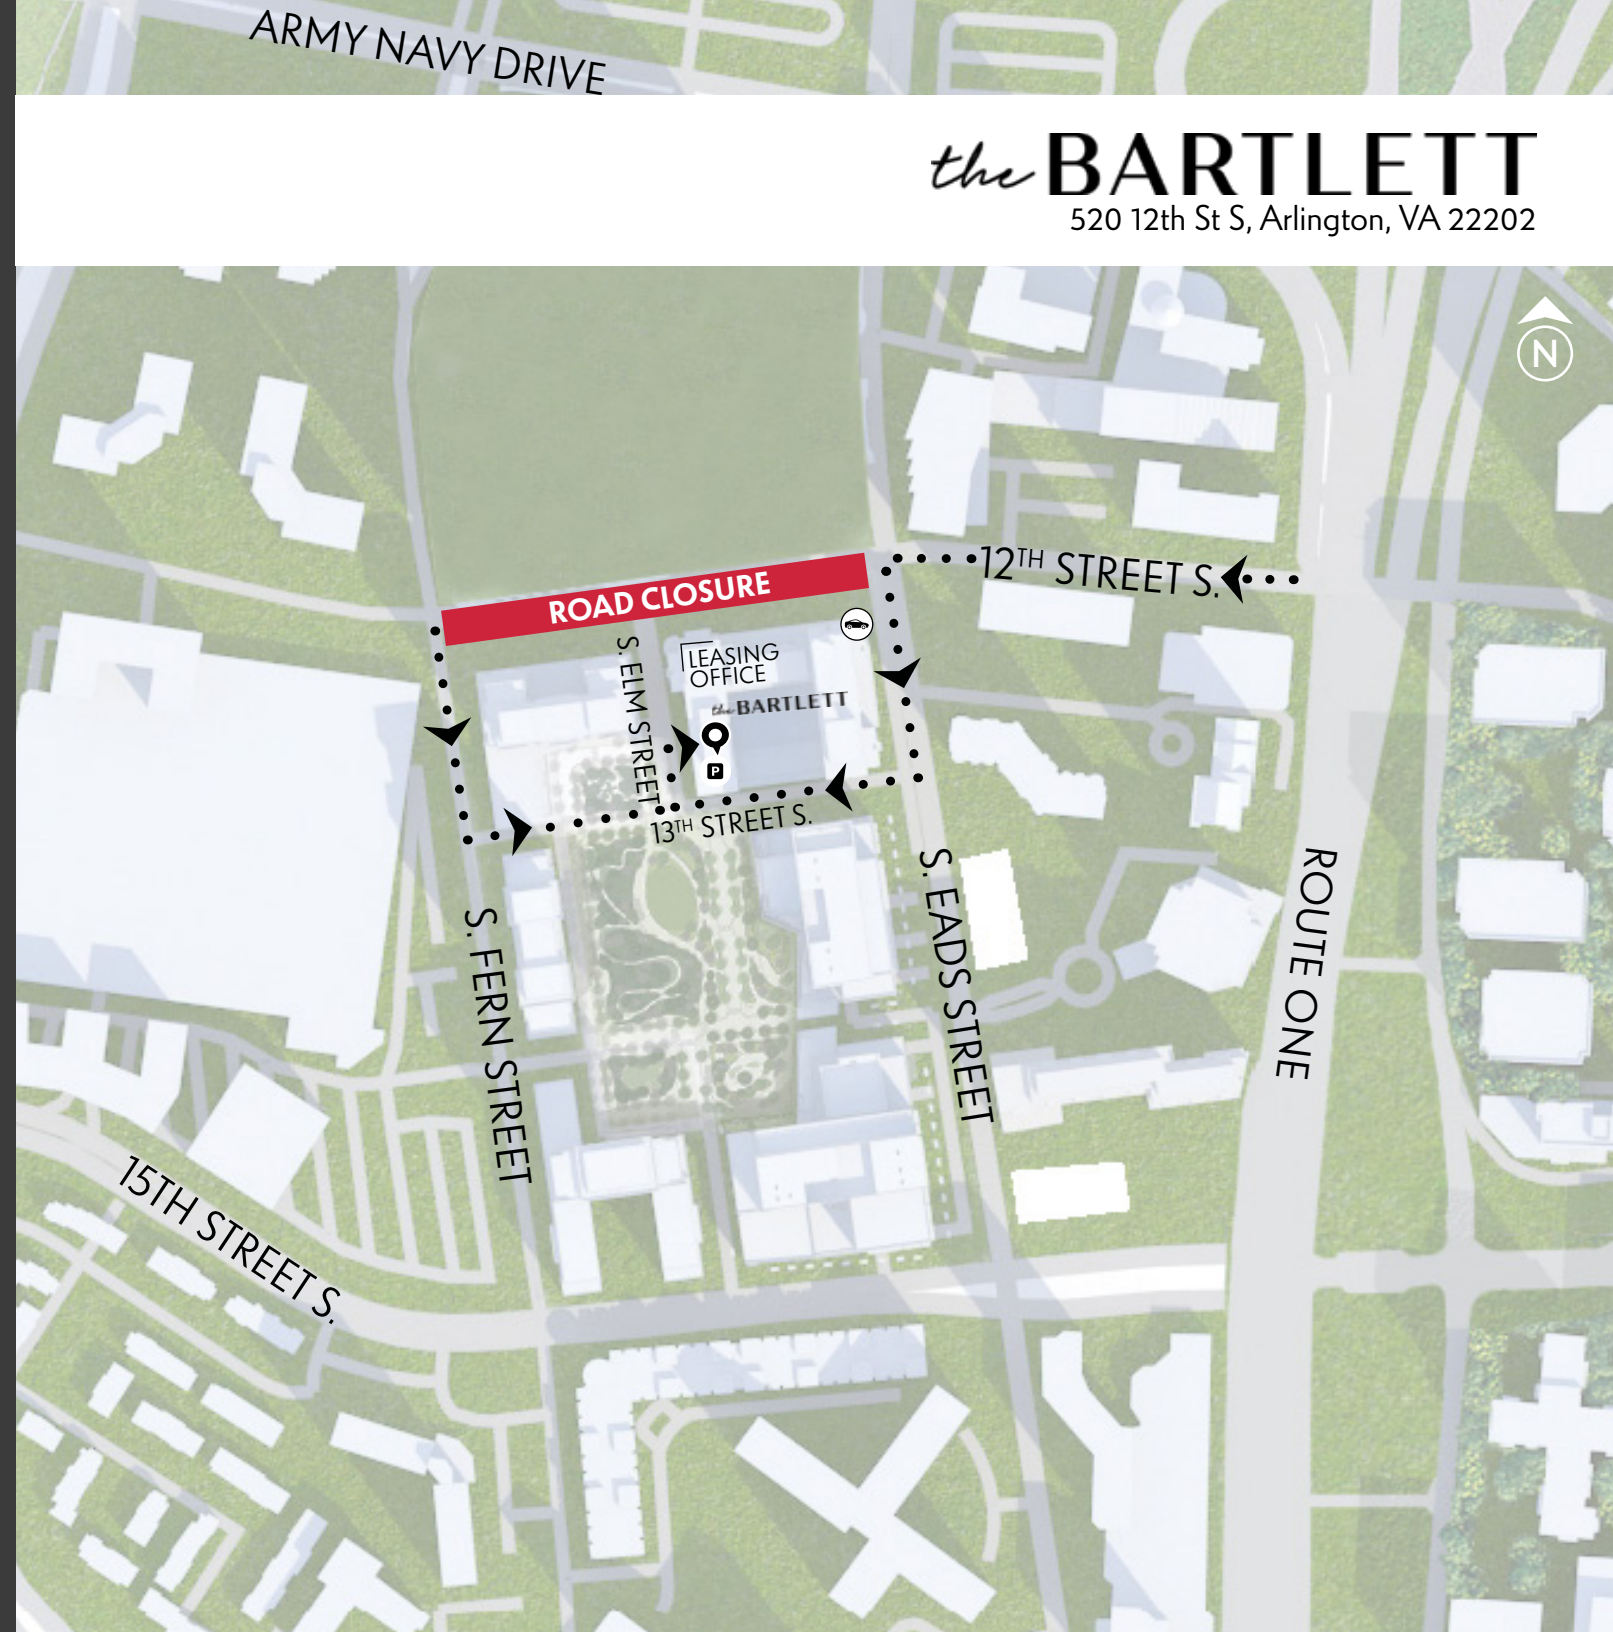 ARMY NAVY DRIVE
the BARTLETT
520 12th St S, Arlington, VA 22202
N
12TH STREET S.
ROAD CLOSURE
S. ELM STREET
LEASING
OFFICE
the BARTLETT
P
13TH STREET S.
S. FERN STREET
S. EADS STREET
ROUTE ONE
15TH STREET S.